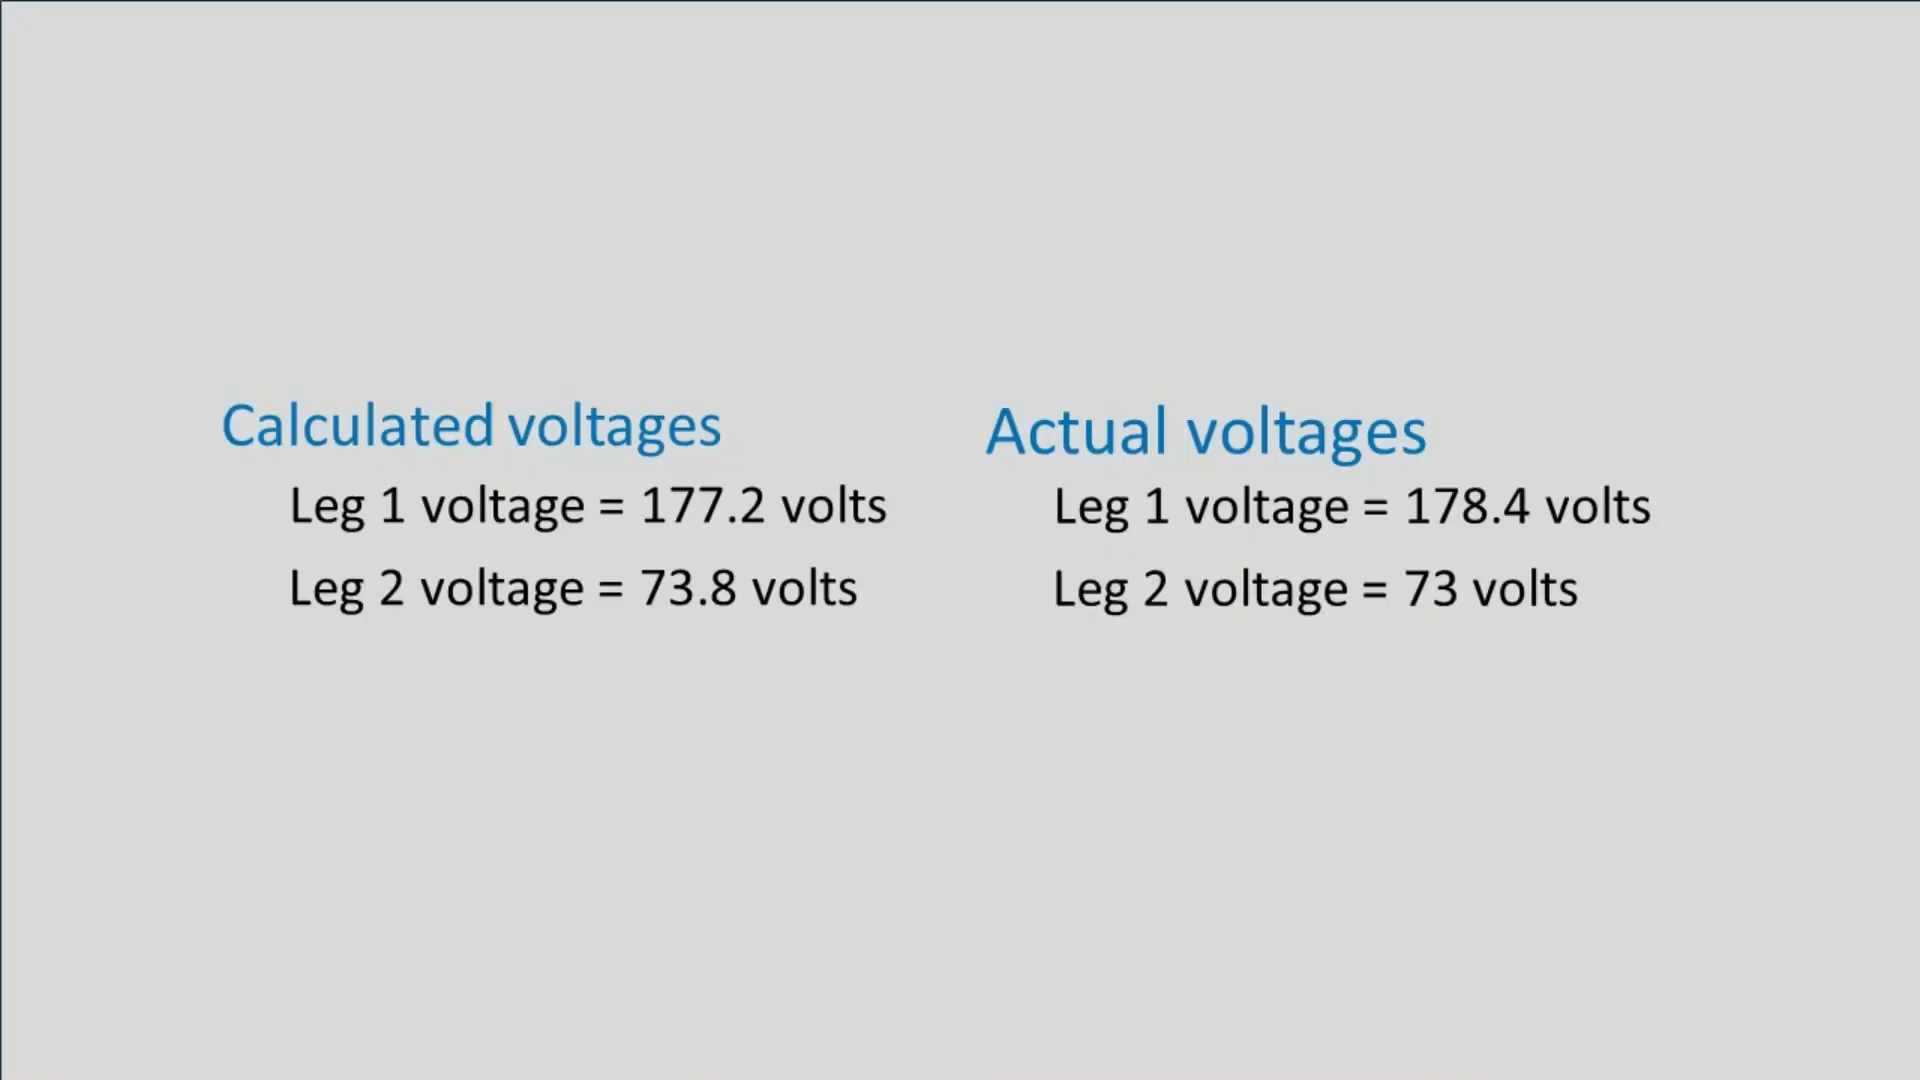 Calculated voltages
Leg 1 voltage = 177.2 volts
Leg 2 voltage = 73.8 volts
Actual voltages
Leg 1 voltage = 178.4 volts
Leg 2 voltage = 73 volts